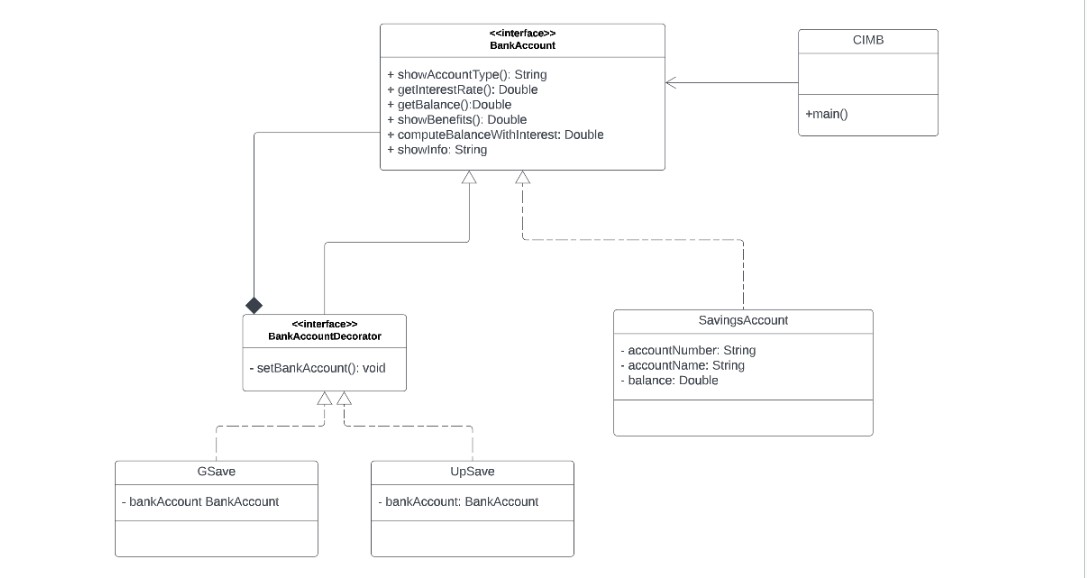 <<interface>>
BankAccount
+ showAccountType(): String
+ getInterestRate(): Double
+ getBalance():Double
+ showBenefits(): Double
+ computeBalanceWithInterest: Double
+ showInfo: String
CIMB
+main()
<<interface>>
BankAccountDecorator
- setBankAccount(): void
SavingsAccount
- accountNumber: String
- accountName: String
- balance: Double
GSave
- bankAccount BankAccount
UpSave
- bankAccount: BankAccount